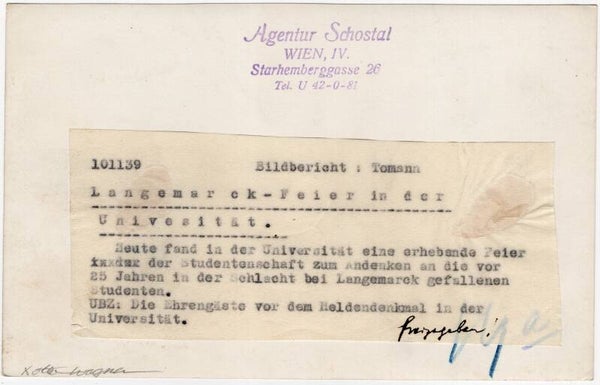 Agentur Schostal
WIEN, IV.
Starhemberggasse 26
Tel. U 42-0-81
101139 Bildbericht : Tomann
Langemarck-Feier in der
Univesität.
Heute fand in der Universität eine erhebende Feier
der Studentenschaft zum Andenken an die vor
25 Jahren in der Schlacht bei Langemarck gefallenen
Studenten.
UBZ: Die Ehrengäste vor dem Heldendenkmal in der
Universität.
freigegeben!